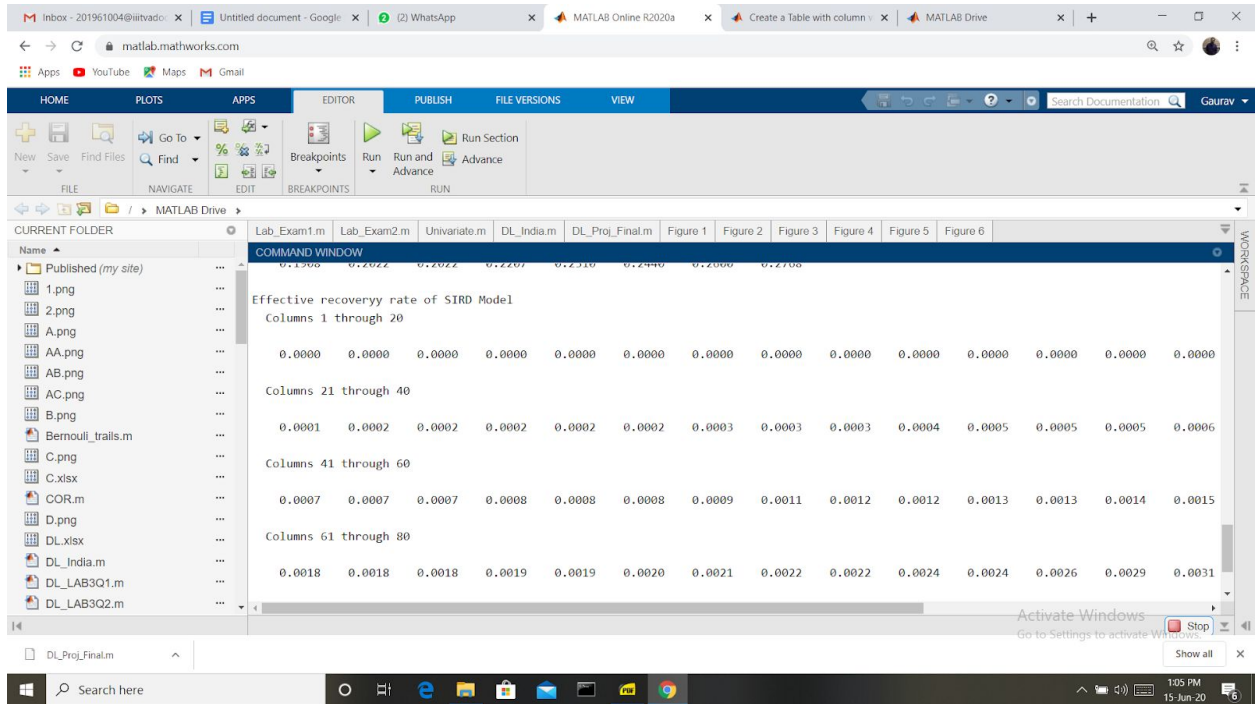 Inbox - 201961004@iiitvado Untitled document - Google (2) WhatsApp MATLAB Online R2020a Create a Table with column v MATLAB Drive
matlab.mathworks.com
Apps YouTube Maps Gmail
HOME PLOTS APPS EDITOR PUBLISH FILE VERSIONS VIEW Search Documentation Gaurav
Go To Run Section
New Save Find Files Find Breakpoints Run Run and Advance
Advance
FILE NAVIGATE EDIT BREAKPOINTS RUN
/ MATLAB Drive
CURRENT FOLDER Lab_Exam1.m Lab_Exam2.m Univariate.m DL_India.m DL_Proj_Final.m Figure 1 Figure 2 Figure 3 Figure 4 Figure 5 Figure 6
WORKSPACE
Name
Published (my site)
1.png
2.png
A.png
AA.png
AB.png
AC.png
B.png
Bernouli_trails.m
C.png
C.xlsx
COR.m
D.png
DL.xlsx
DL_India.m
DL_LAB3Q1.m
DL_LAB3Q2.m
COMMAND WINDOW
Effective recoveryy rate of SIRD Model
Columns 1 through 20
0.0000 0.0000 0.0000 0.0000 0.0000 0.0000 0.0000 0.0000 0.0000 0.0000 0.0000 0.0000 0.0000 0.0000
Columns 21 through 40
0.0001 0.0002 0.0002 0.0002 0.0002 0.0002 0.0003 0.0003 0.0003 0.0004 0.0005 0.0005 0.0005 0.0006
Columns 41 through 60
0.0007 0.0007 0.0007 0.0008 0.0008 0.0008 0.0009 0.0011 0.0012 0.0012 0.0013 0.0013 0.0014 0.0015
Columns 61 through 80
0.0018 0.0018 0.0018 0.0019 0.0019 0.0020 0.0021 0.0022 0.0022 0.0024 0.0024 0.0026 0.0029 0.0031
Activate Windows
Go to Settings to activate Windows.
Stop
DL_Proj_Final.m Show all
Search here
PDF
1:05 PM
15-Jun-20
6